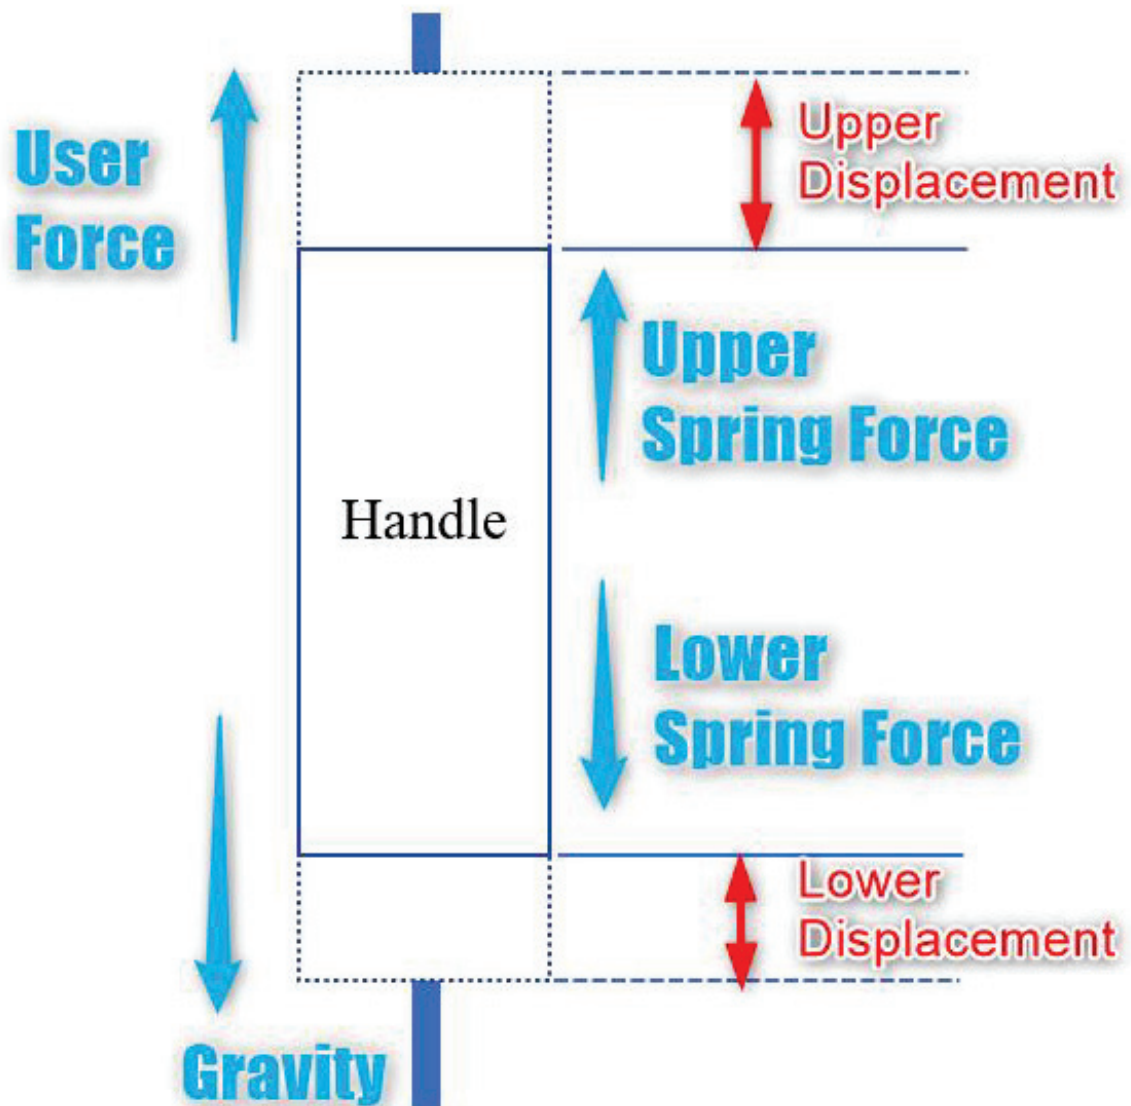 User
Force
Upper
Displacement
Upper
Spring Force
Handle
Lower
Spring Force
Lower
Displacement
Gravity